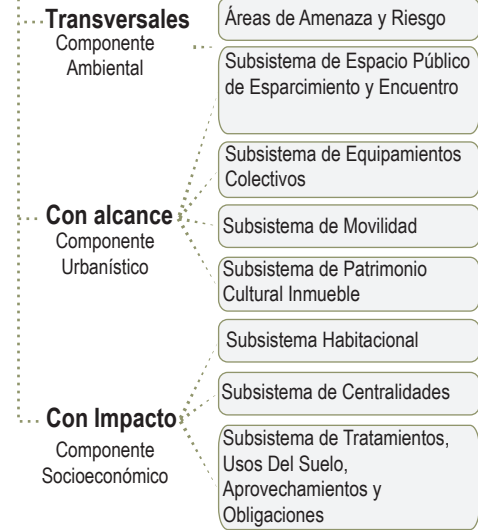 Transversales
Componente
Ambiental
Áreas de Amenaza y Riesgo
Subsistema de Espacio Público
de Esparcimiento y Encuentro
Con alcance
Componente
Urbanístico
Subsistema de Equipamientos
Colectivos
Subsistema de Movilidad
Subsistema de Patrimonio
Cultural Inmueble
Con Impacto
Componente
Socioeconómico
Subsistema Habitacional
Subsistema de Centralidades
Subsistema de Tratamientos,
Usos Del Suelo,
Aprovechamientos y
Obligaciones